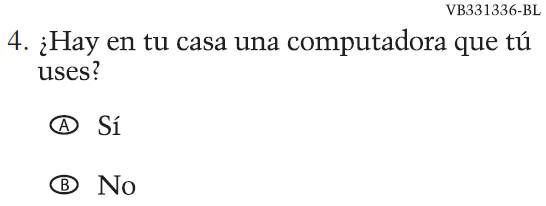 VB331336-BL
4. ¿Hay en tu casa una computadora que tú
uses?
A Sí
B No